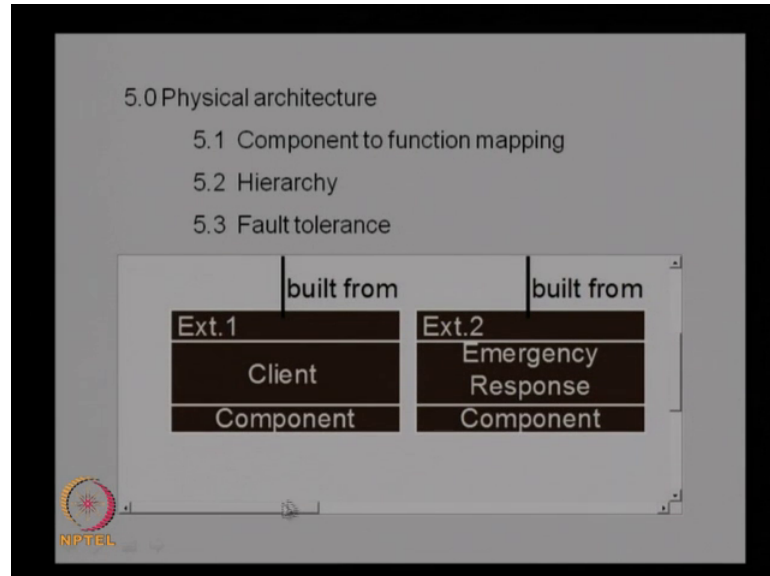 5.0 Physical architecture
5.1 Component to function mapping
5.2 Hierarchy
5.3 Fault tolerance
built from
built from
Ext.1
Client
Component
Ext.2
Emergency
Response
Component
NPTEL